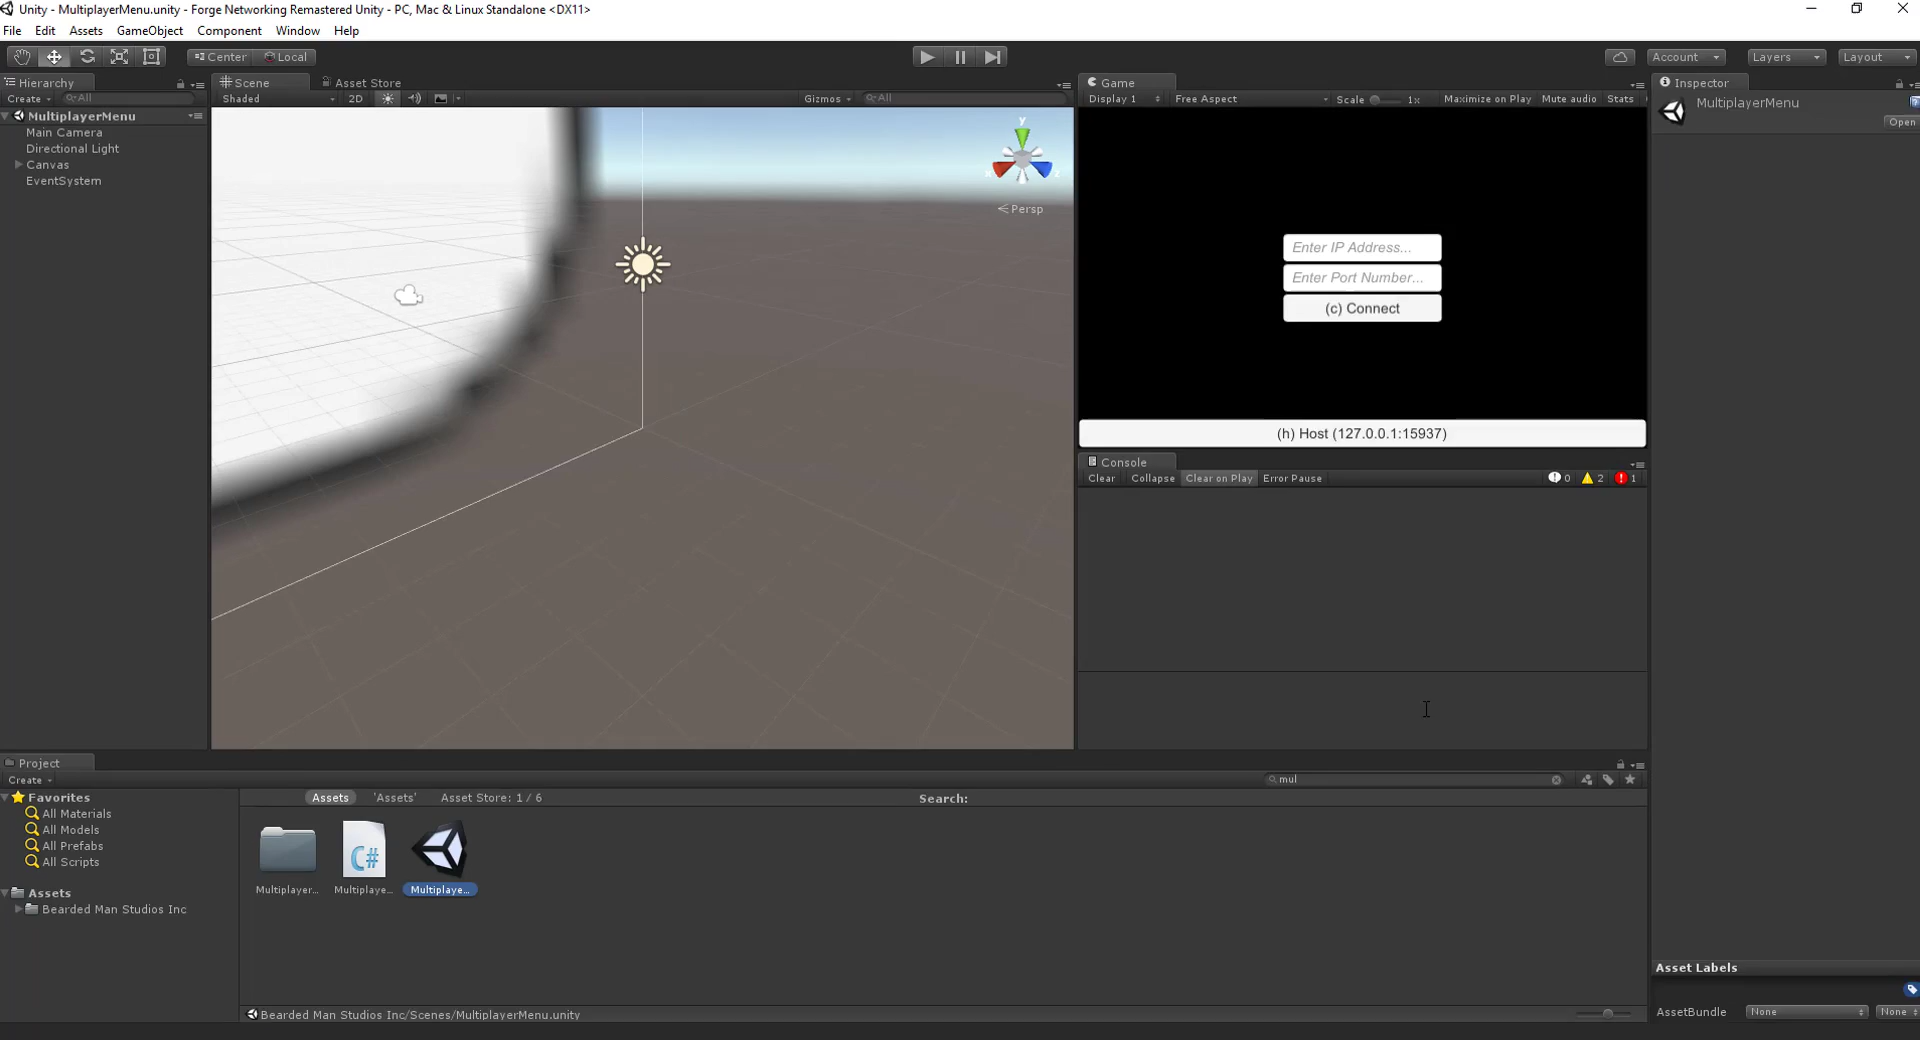 Unity - MultiplayerMenu.unity - Forge Networking Remastered Unity - PC, Mac & Linux Standalone <DX11>
File Edit Assets GameObject Component Window Help
Center Local Account Layers Layout
Hierarchy Scene Asset Store Game Inspector
Create All Shaded 2D Gizmos All Display 1 Free Aspect Scale 1x Maximize on Play Mute audio Stats MultiplayerMenu
MultiplayerMenu Open
Main Camera
Directional Light
Canvas
EventSystem
y
x z
Persp
Enter IP Address...
Enter Port Number...
(c) Connect
(h) Host (127.0.0.1:15937)
Console
Clear Collapse Clear on Play Error Pause 0 2 1
Project
Create mul
Favorites Assets 'Assets' Asset Store: 1 / 6 Search:
All Materials
All Models
All Prefabs
All Scripts
C#
Multiplayer... Multiplaye... Multiplaye...
Assets
Bearded Man Studios Inc
Asset Labels
Bearded Man Studios Inc/Scenes/MultiplayerMenu.unity
AssetBundle None None